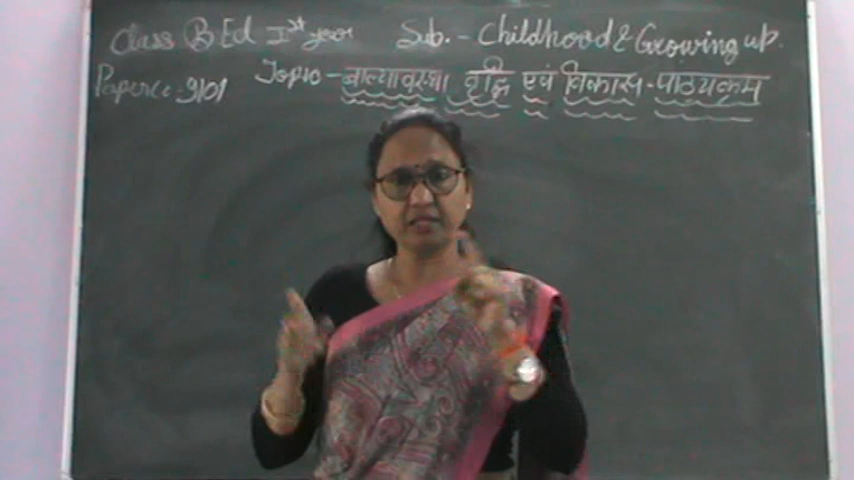 Class B.Ed Ist year Sub. - Childhood & Growing up.
Paper c: 9101 Topic - बाल्यावस्था वृद्धि एवं विकास - पाठ्यक्रम